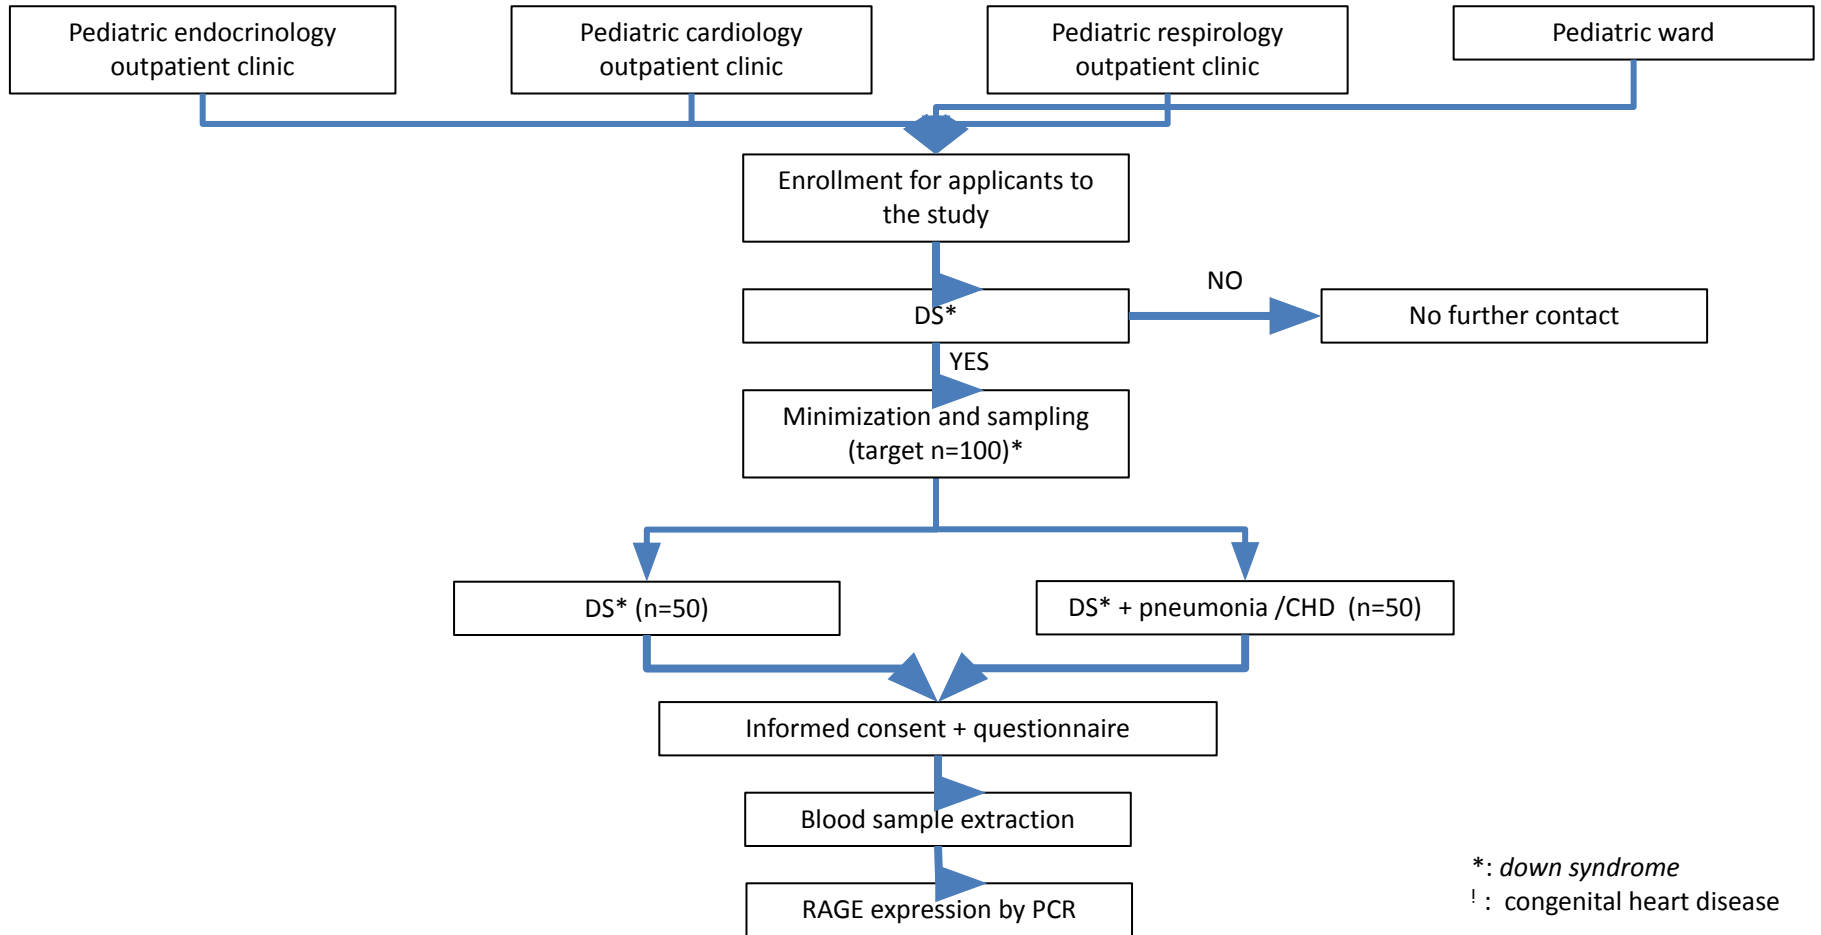 Pediatric endocrinology
outpatient clinic
Pediatric cardiology
outpatient clinic
Pediatric respirology
outpatient clinic
Pediatric ward
Enrollment for applicants to
the study
DS*
NO
No further contact
YES
Minimization and sampling
(target n=100)*
DS* (n=50)
DS* + pneumonia /CHD (n=50)
Informed consent + questionnaire
Blood sample extraction
RAGE expression by PCR
*: down syndrome
! : congenital heart disease